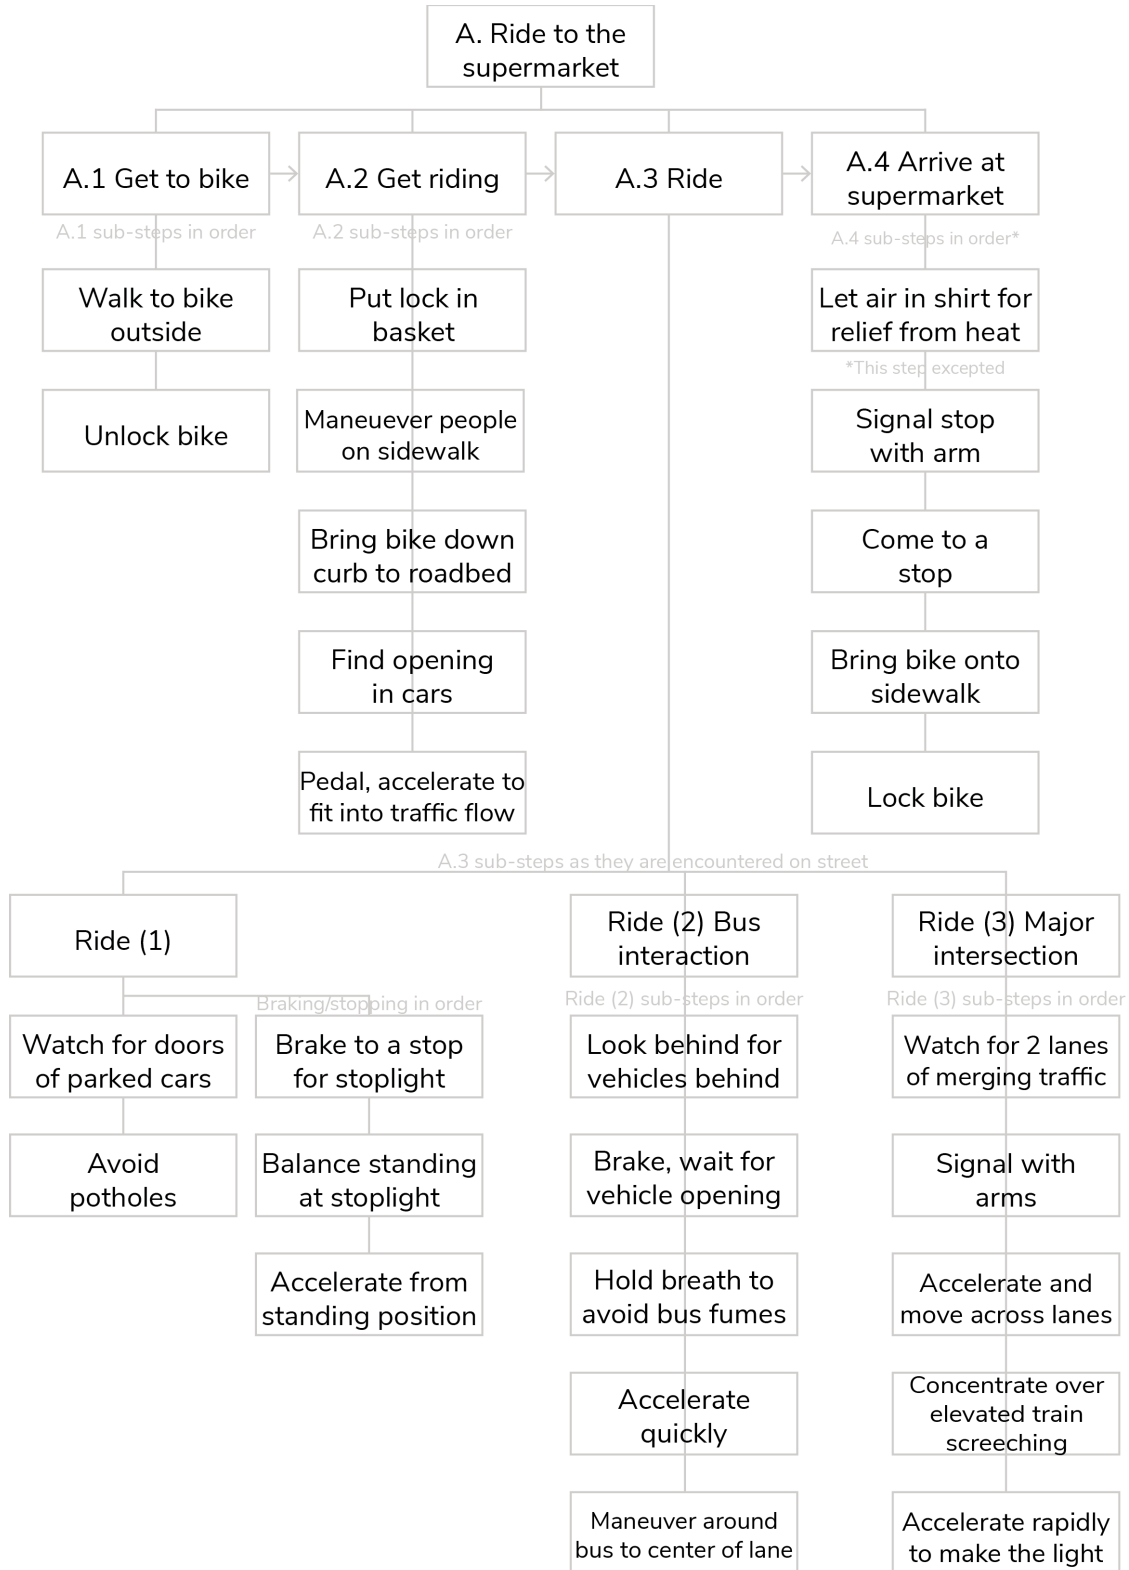 A. Ride to the
supermarket
A.1 Get to bike
A.2 Get riding
A.3 Ride
A.4 Arrive at
supermarket
A.1 sub-steps in order
Walk to bike
outside
Unlock bike
A.2 sub-steps in order
Put lock in
basket
Maneuever people
on sidewalk
Bring bike down
curb to roadbed
Find opening
in cars
Pedal, accelerate to
fit into traffic flow
A.4 sub-steps in order*
Let air in shirt for
relief from heat
*This step excepted
Signal stop
with arm
Come to a
stop
Bring bike onto
sidewalk
Lock bike
A.3 sub-steps as they are encountered on street
Ride (1)
Watch for doors
of parked cars
Avoid
potholes
Braking/stopping in order
Brake to a stop
for stoplight
Balance standing
at stoplight
Accelerate from
standing position
Ride (2) Bus
interaction
Ride (2) sub-steps in order
Look behind for
vehicles behind
Brake, wait for
vehicle opening
Hold breath to
avoid bus fumes
Accelerate
quickly
Maneuver around
bus to center of lane
Ride (3) Major
intersection
Ride (3) sub-steps in order
Watch for 2 lanes
of merging traffic
Signal with
arms
Accelerate and
move across lanes
Concentrate over
elevated train
screeching
Accelerate rapidly
to make the light